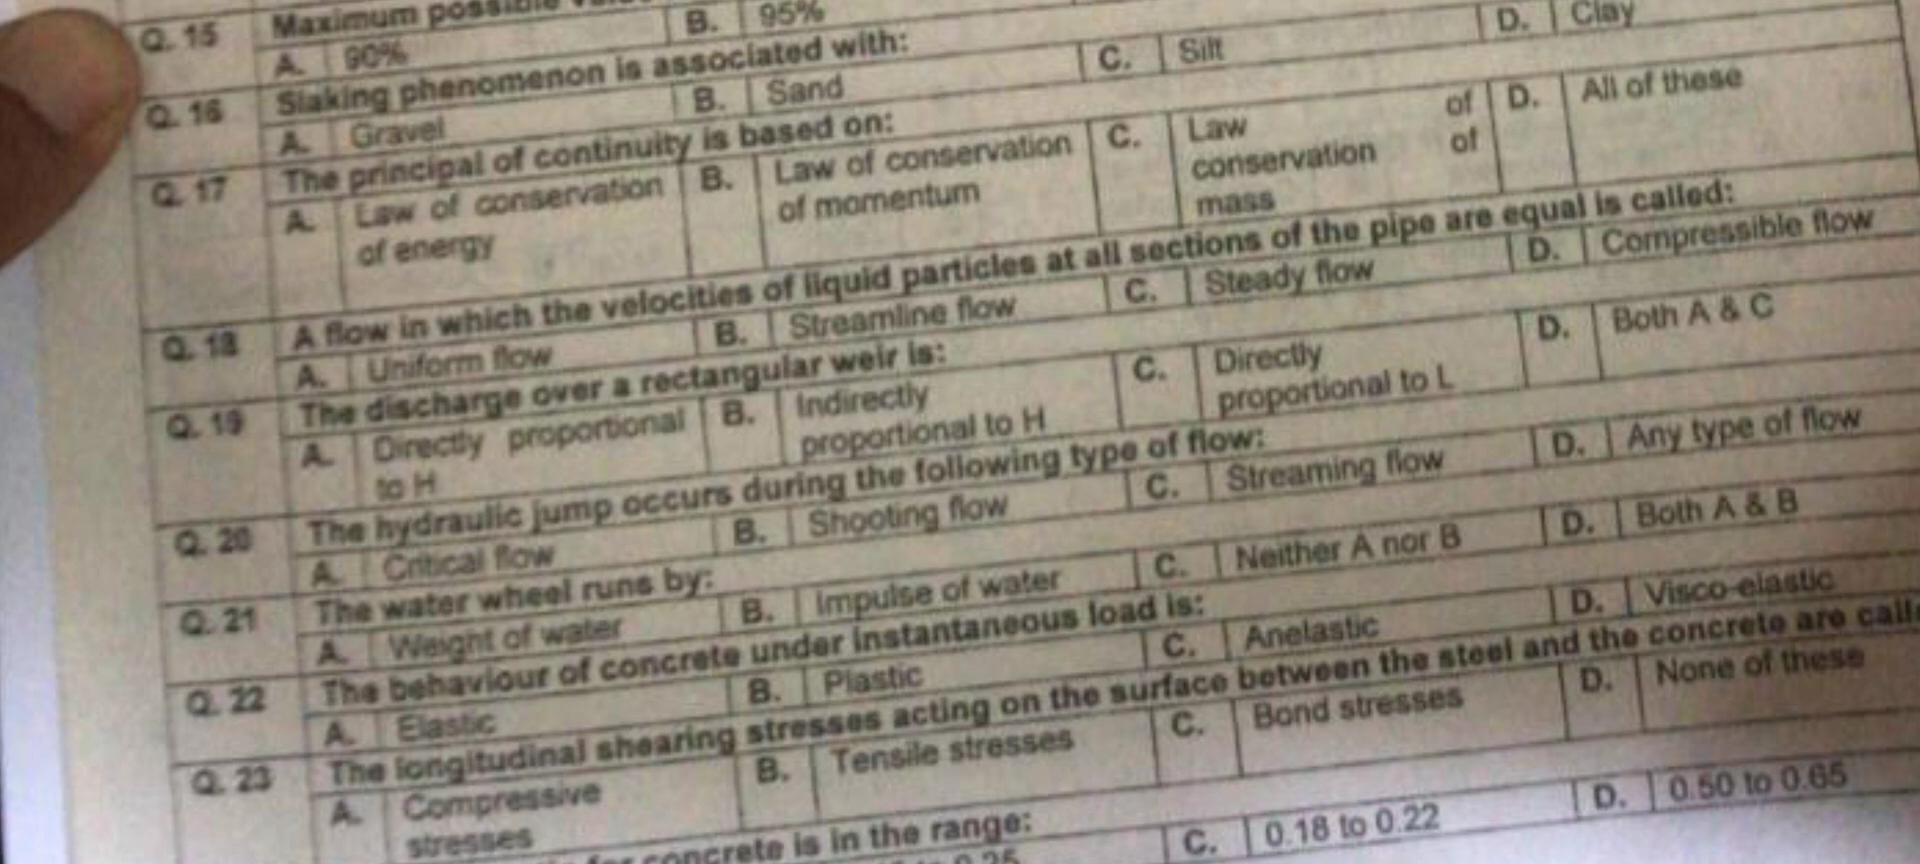 Q. 15 Maximum possible
A. 90% B. 95%
Q. 16 Slaking phenomenon is associated with:
A. Gravel B. Sand C. Silt D. Clay
Q. 17 The principal of continuity is based on:
A. Law of conservation of energy B. Law of conservation of momentum C. Law of conservation of mass D. All of these
Q. 18 A flow in which the velocities of liquid particles at all sections of the pipe are equal is called:
A. Uniform flow B. Streamline flow C. Steady flow D. Compressible flow
Q. 19 The discharge over a rectangular weir is:
A. Directly proportional to H B. Indirectly proportional to H C. Directly proportional to L D. Both A & C
Q. 20 The hydraulic jump occurs during the following type of flow:
A. Critical flow B. Shooting flow C. Streaming flow D. Any type of flow
Q. 21 The water wheel runs by:
A. Weight of water B. Impulse of water C. Neither A nor B D. Both A & B
Q. 22 The behaviour of concrete under instantaneous load is:
A. Elastic B. Plastic C. Anelastic D. Visco-elastic
Q. 23 The longitudinal shearing stresses acting on the surface between the steel and the concrete are call
A. Compressive stresses B. Tensile stresses C. Bond stresses D. None of these
for concrete is in the range:
C. 0.18 to 0.22 D. 0.50 to 0.65